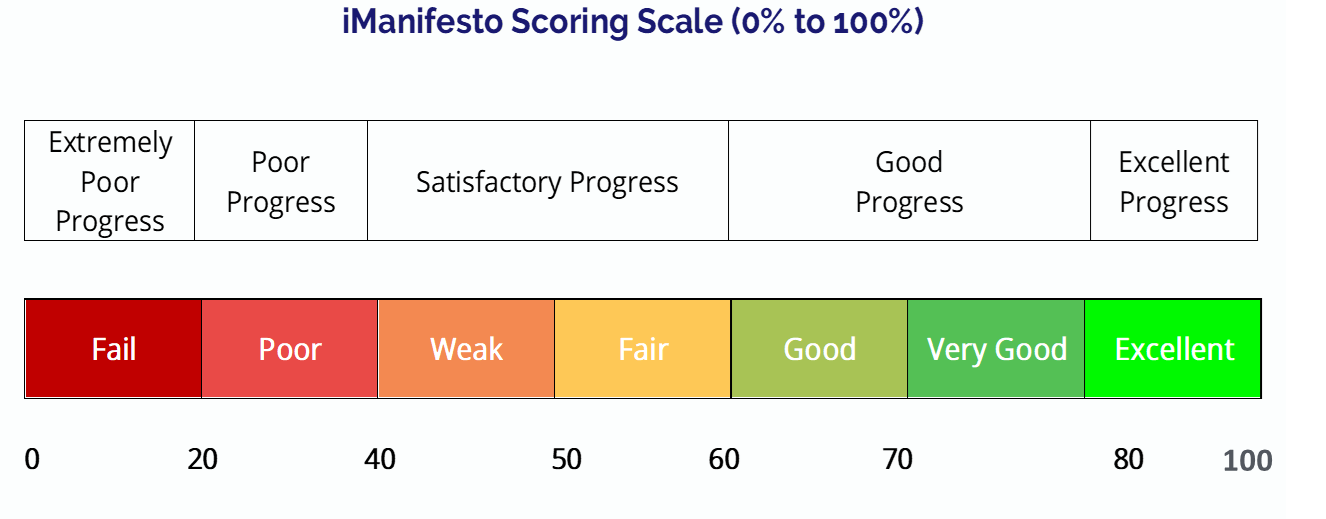 iManifesto Scoring Scale (0% to 100%)
Extremely
Poor
Progress
Poor
Progress
Satisfactory Progress
Good
Progress
Excellent
Progress
Fail Poor Weak Fair Good Very Good Excellent
0 20 40 50 60 70 80 100